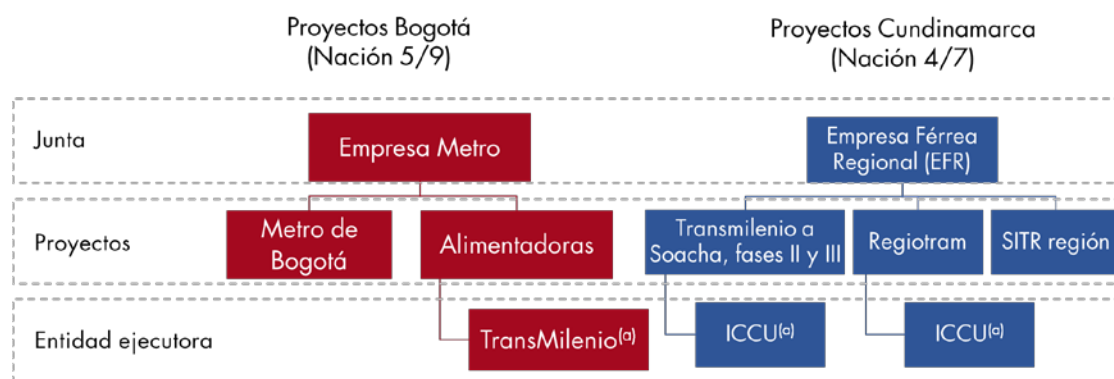 Proyectos Bogotá
(Nación 5/9)
Proyectos Cundinamarca
(Nación 4/7)
Junta
Empresa Metro
Empresa Férrea
Regional (EFR)
Proyectos
Metro de
Bogotá
Alimentadoras
Transmilenio a
Soacha, fases II y III
Regiotram
SITR región
Entidad ejecutora
TransMilenio(a)
ICCU(a)
ICCU(a)